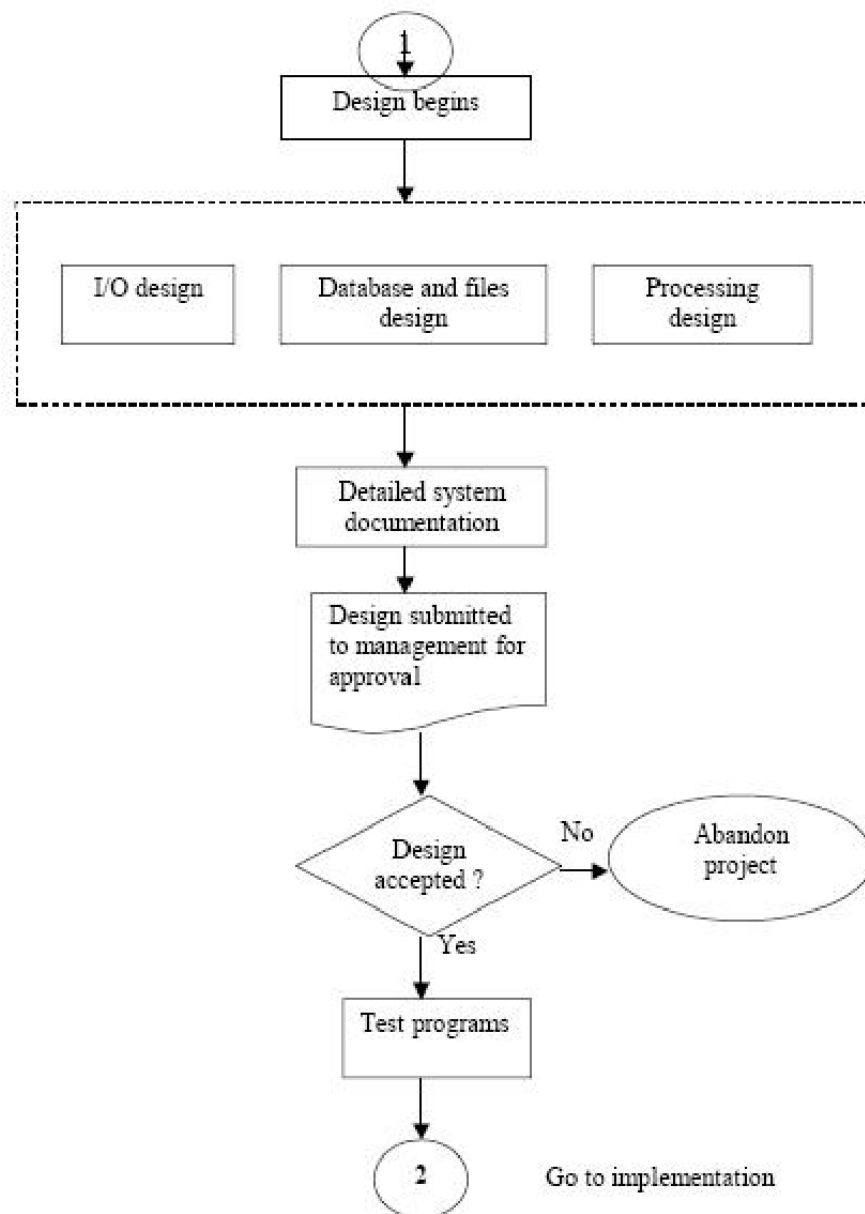 1
Design begins
I/O design
Database and files
design
Processing
design
Detailed system
documentation
Design submitted
to management for
approval
Design
accepted ?
No
Abandon
project
Yes
Test programs
2
Go to implementation